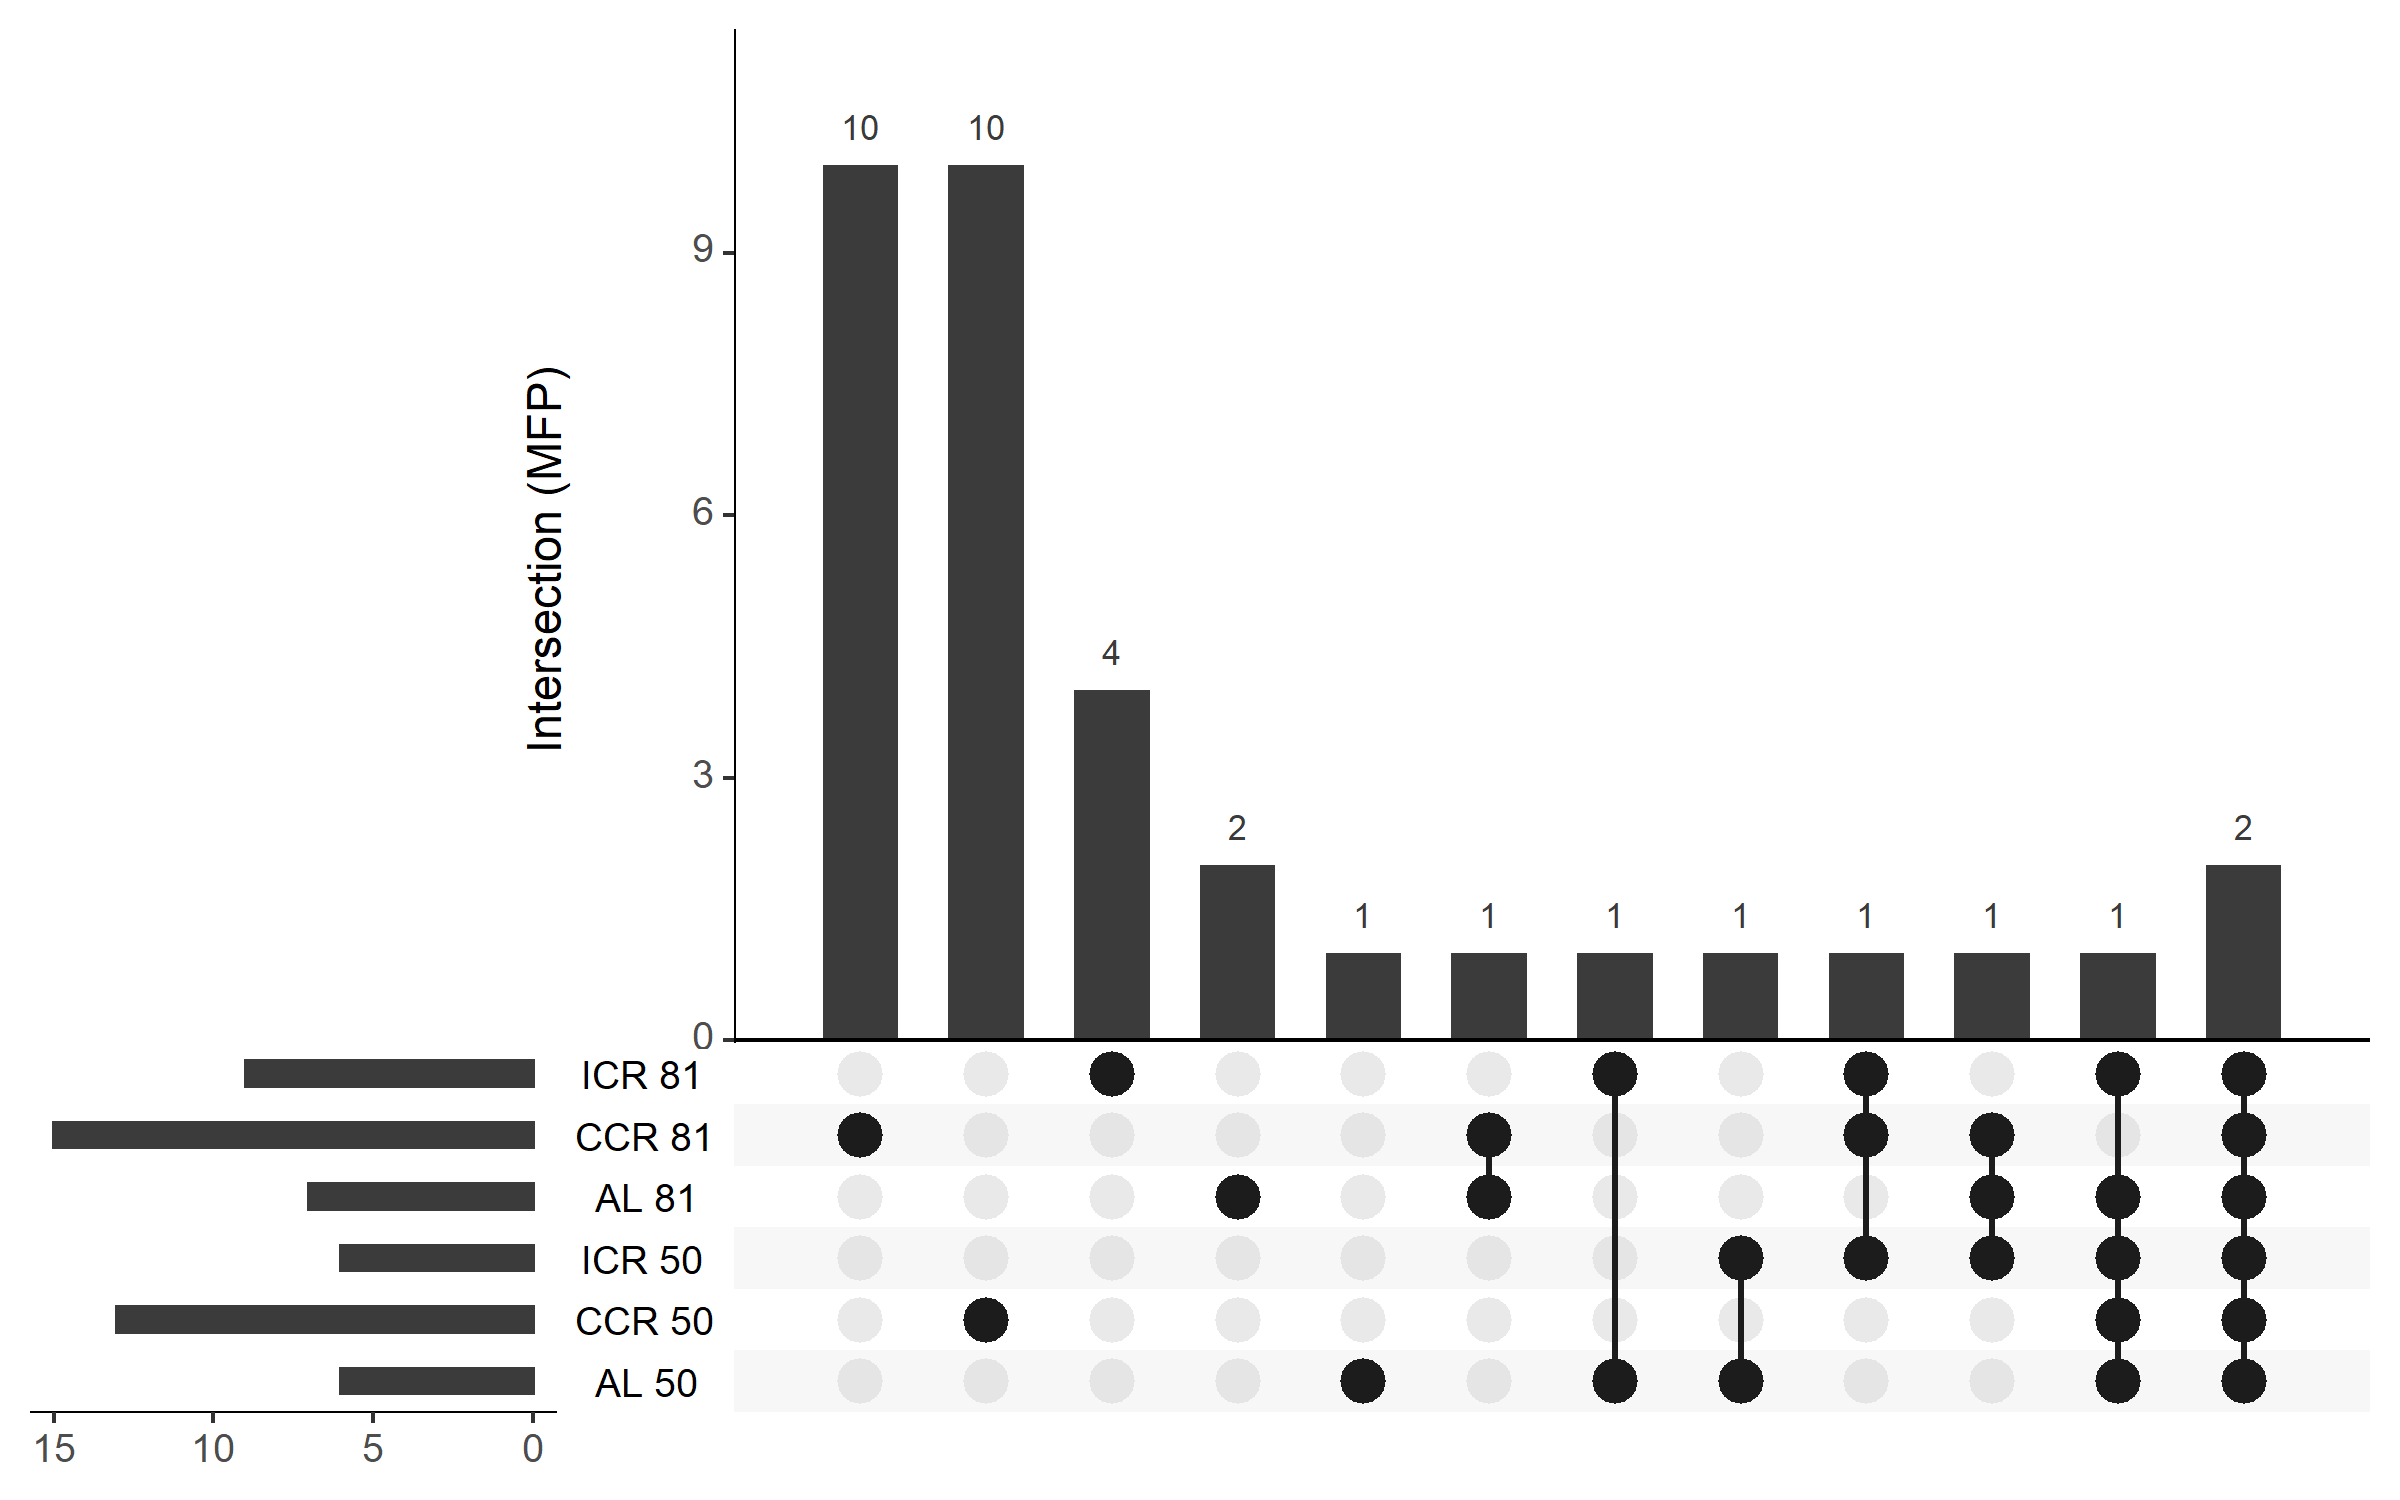 10 10
9
Intersection (MFP)
6
4
3
2 2
1 1 1 1 1 1 1
0
ICR 81
CCR 81
AL 81
ICR 50
CCR 50
AL 50
15 10 5 0